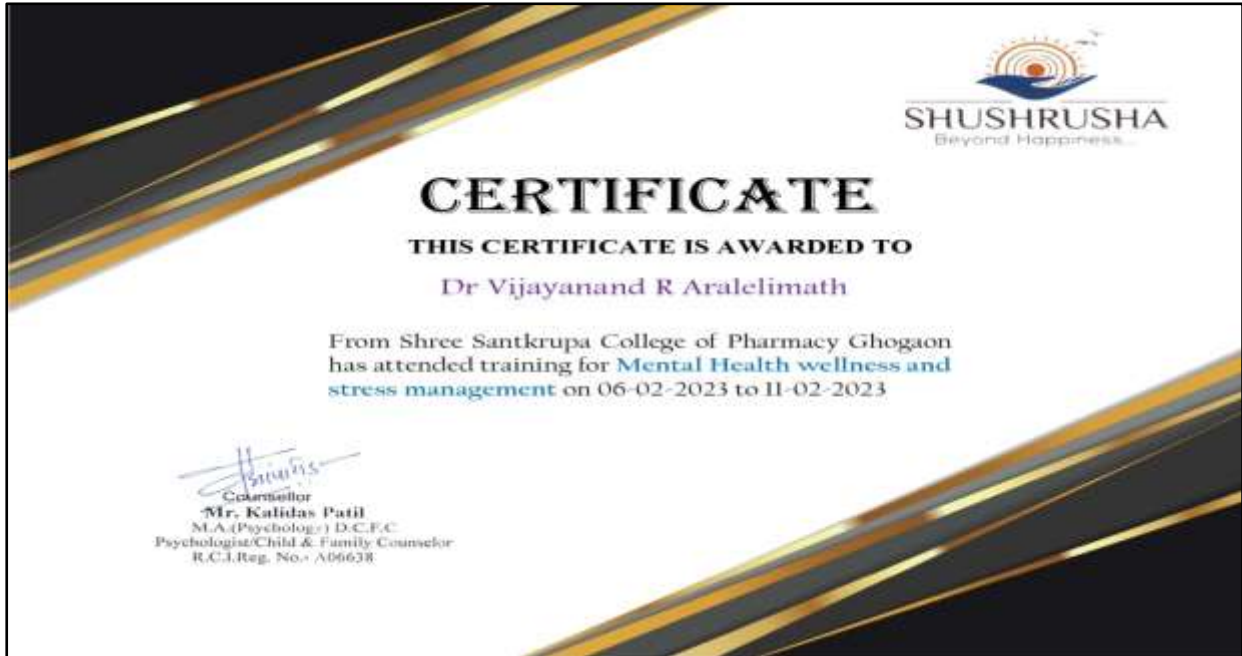 SHUSHRUSHA
Beyond Happiness...
CERTIFICATE
THIS CERTIFICATE IS AWARDED TO
Dr Vijayanand R Aralelimath
From Shree Santkrupa College of Pharmacy Ghogaon
has attended training for Mental Health wellness and
stress management on 06-02-2023 to 11-02-2023
Counsellor
Mr. Kalidas Patil
M.A.(Psychology) D.C.F.C
Psychologist/Child & Family Counselor
R.C.I.Reg. No.- A06638